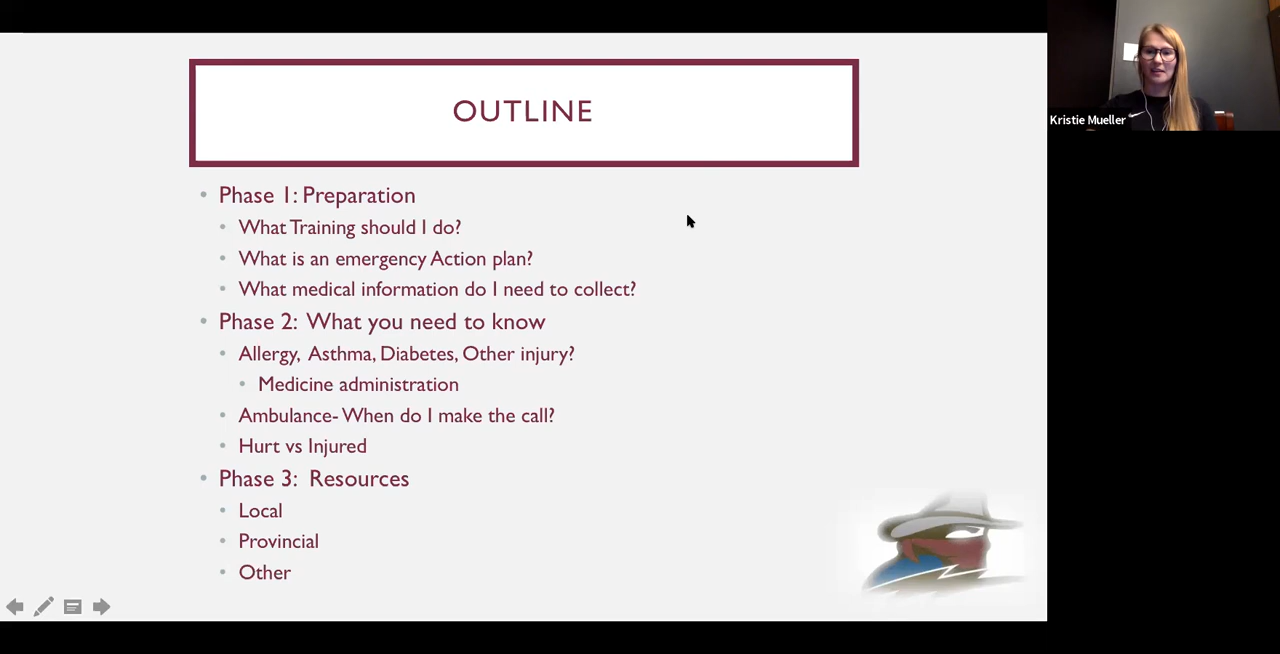 OUTLINE
Kristie Mueller
Phase 1: Preparation
What Training should I do?
What is an emergency Action plan?
What medical information do I need to collect?
Phase 2: What you need to know
Allergy, Asthma, Diabetes, Other injury?
Medicine administration
Ambulance- When do I make the call?
Hurt vs Injured
Phase 3: Resources
Local
Provincial
Other